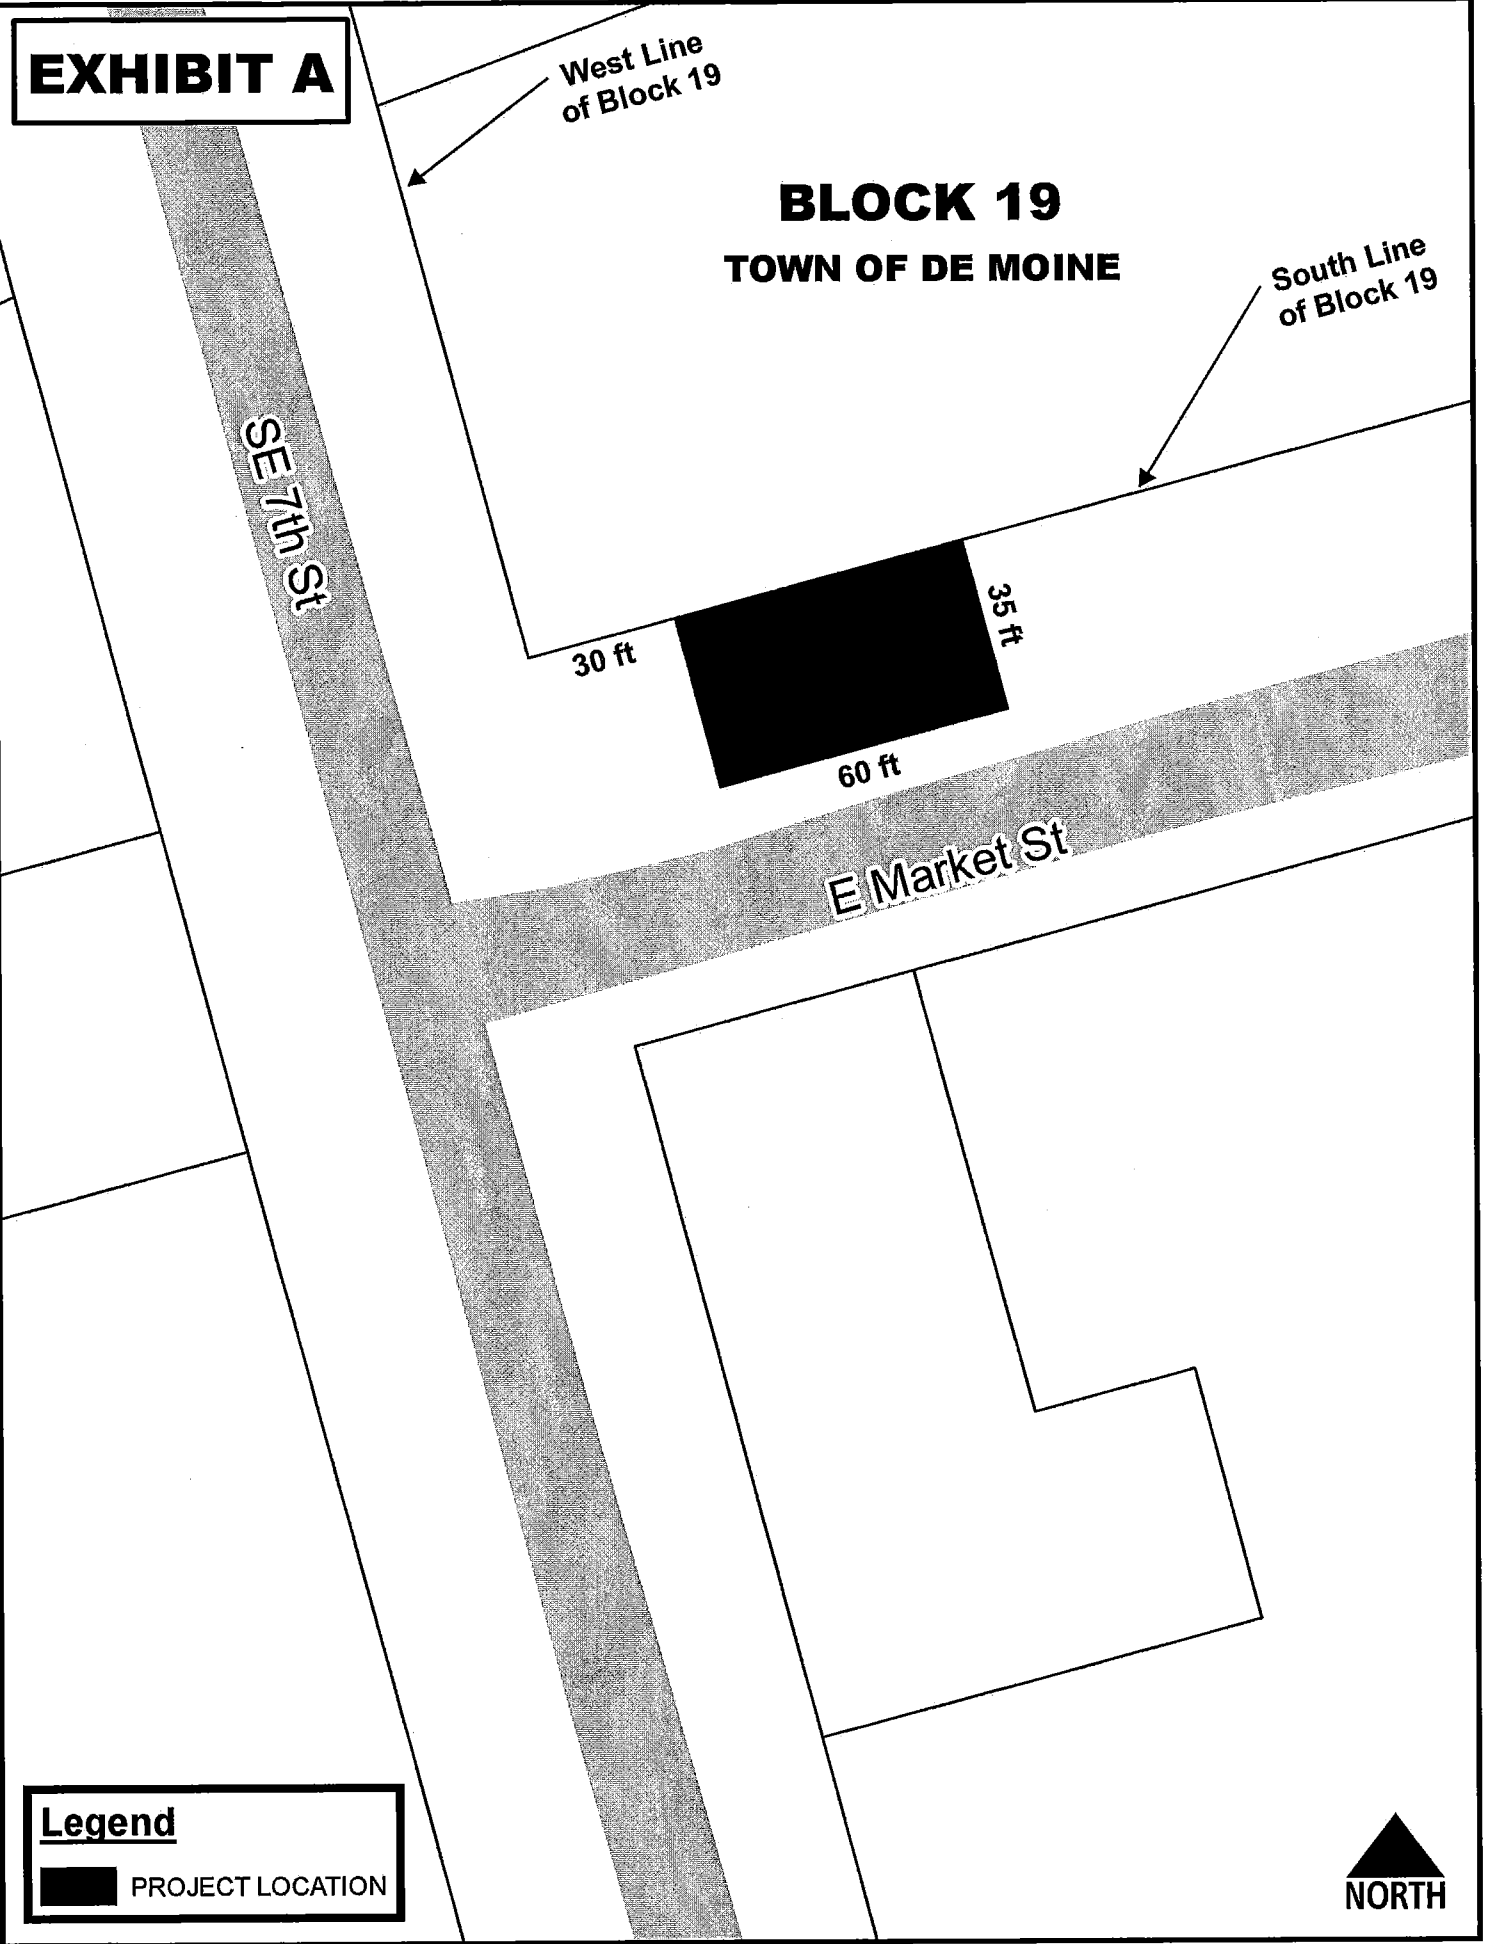 EXHIBIT A
West Line
of Block 19
BLOCK 19
TOWN OF DE MOINE
South Line
of Block 19
SE 7th St
30 ft
35 ft
60 ft
E Market St
Legend
PROJECT LOCATION
NORTH